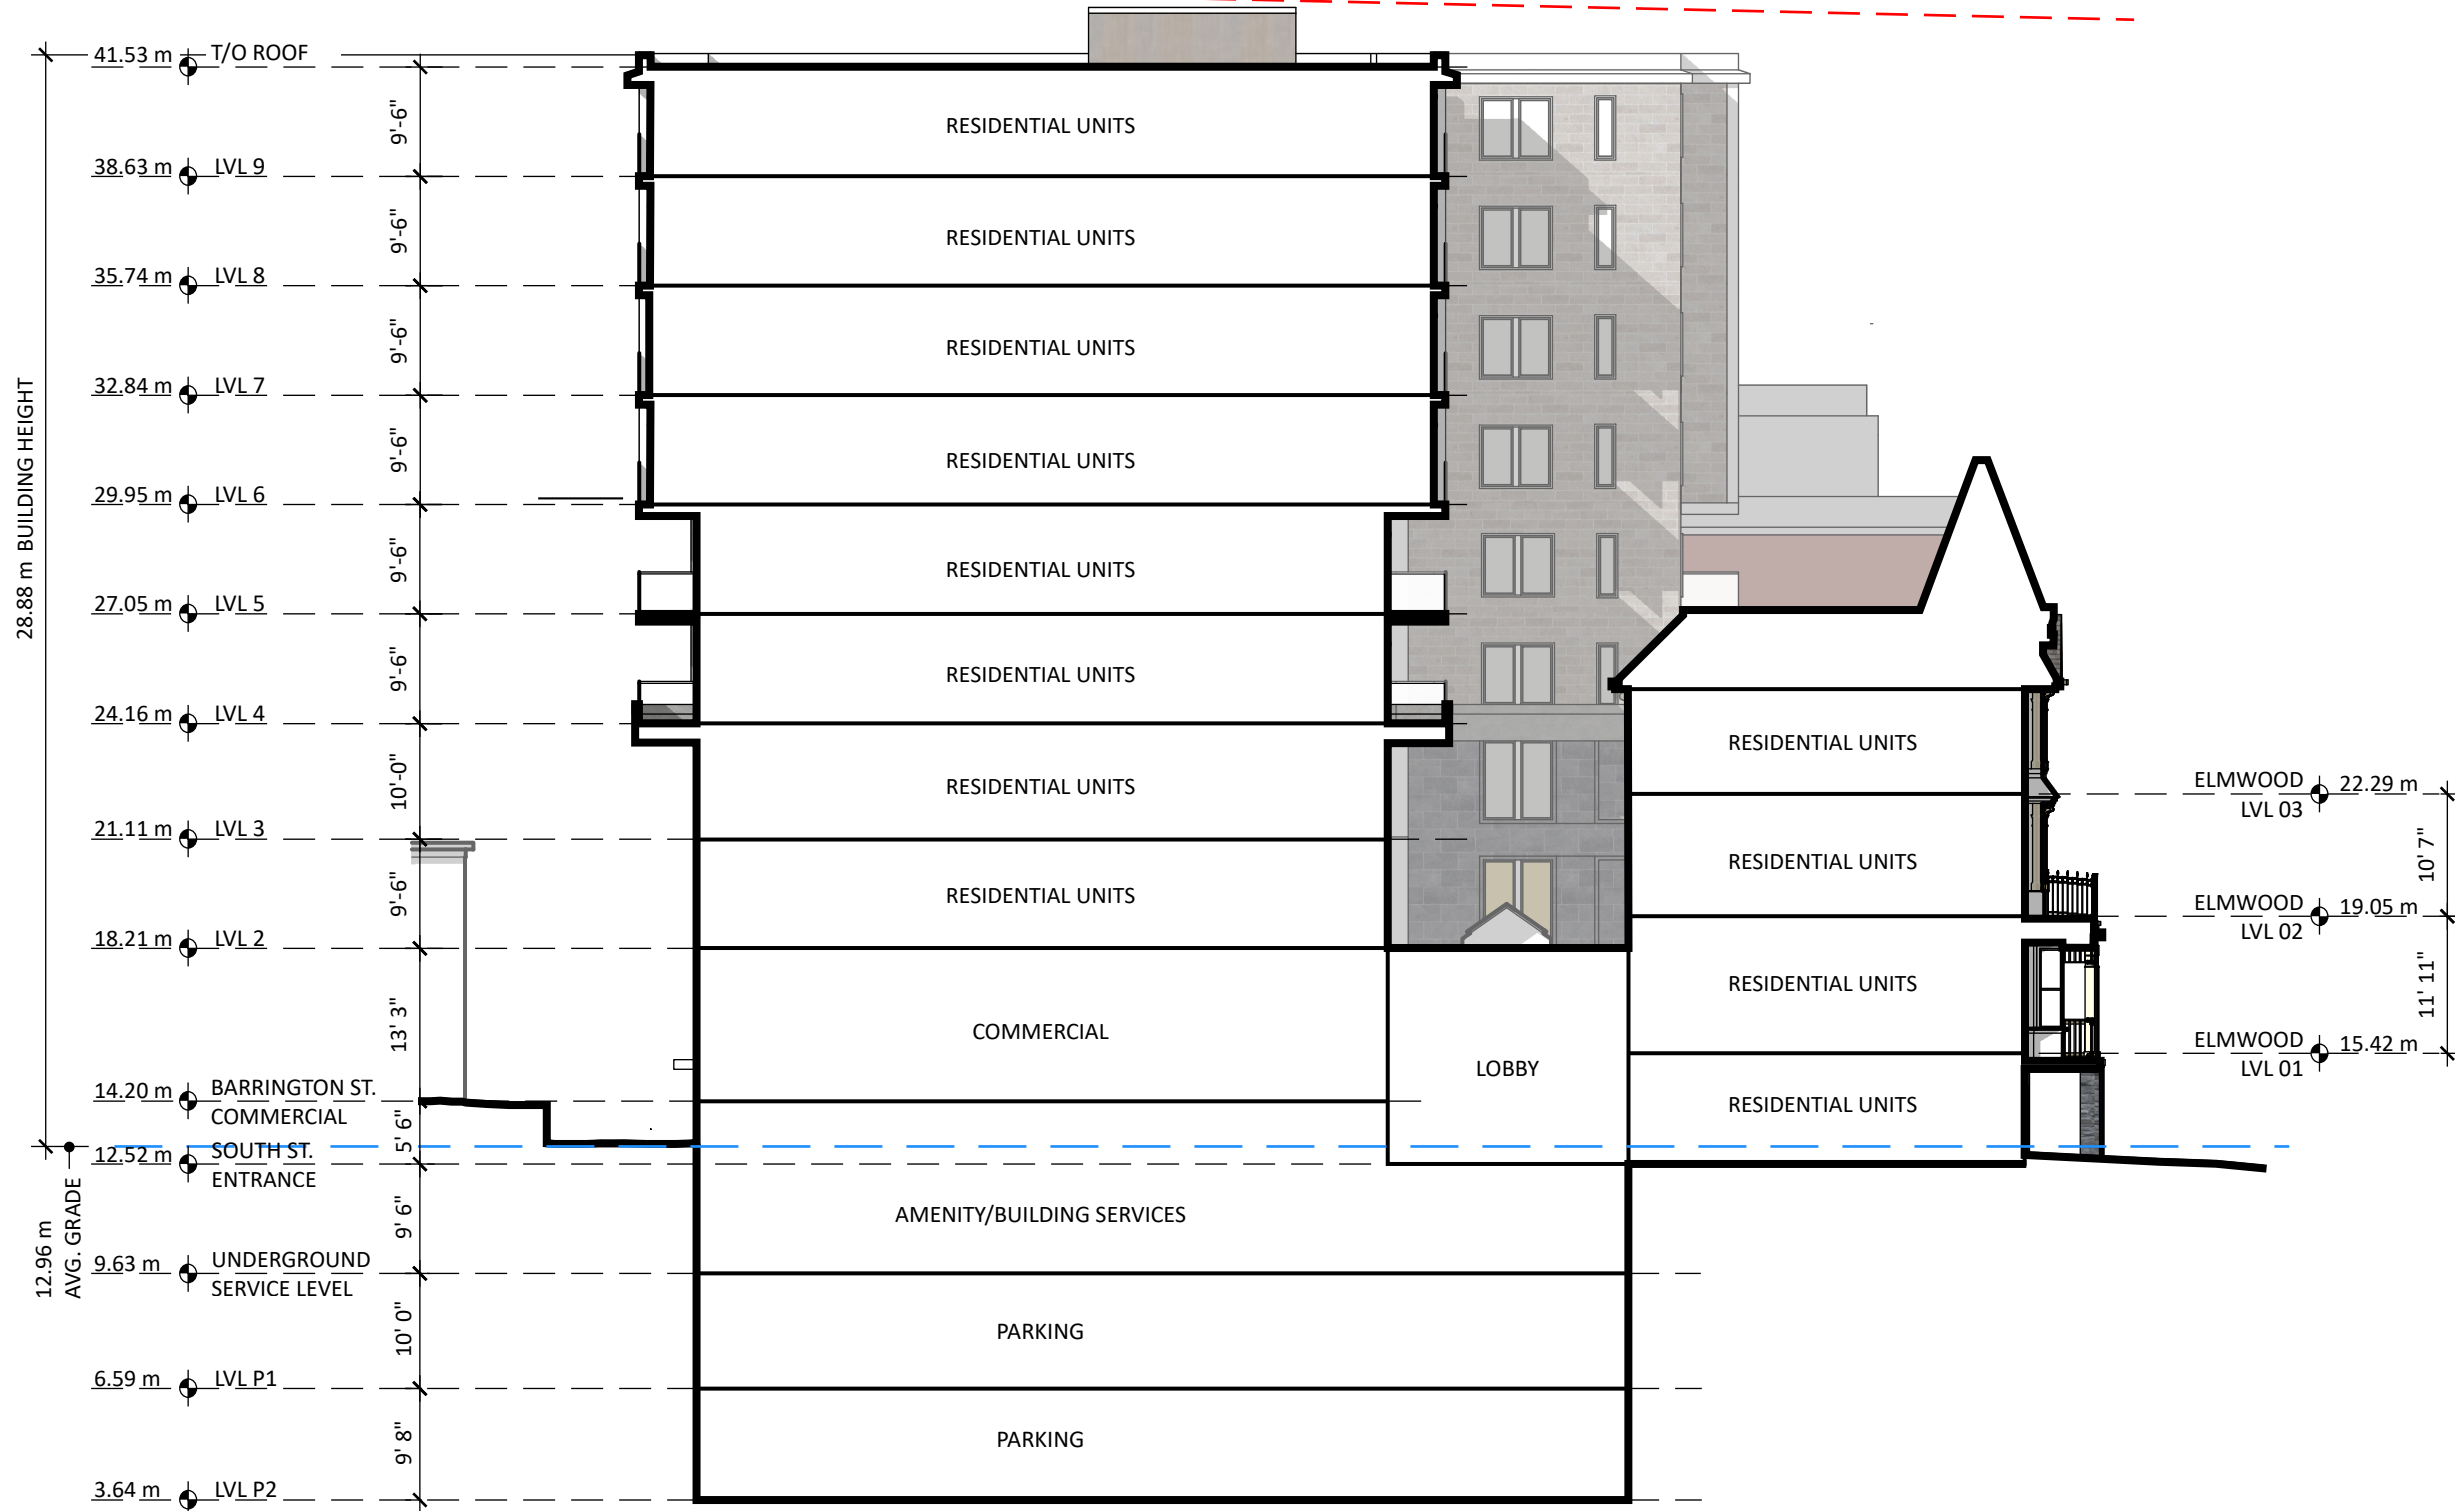 41.53 m T/O ROOF
9'-6"
RESIDENTIAL UNITS
38.63 m LVL 9
9'-6"
RESIDENTIAL UNITS
35.74 m LVL 8
9'-6"
RESIDENTIAL UNITS
32.84 m LVL 7
9'-6"
RESIDENTIAL UNITS
29.95 m LVL 6
9'-6"
RESIDENTIAL UNITS
27.05 m LVL 5
9'-6"
RESIDENTIAL UNITS
24.16 m LVL 4
10'-0"
RESIDENTIAL UNITS
21.11 m LVL 3
9'-6"
RESIDENTIAL UNITS
18.21 m LVL 2
13' 3"
COMMERCIAL
14.20 m BARRINGTON ST.
COMMERCIAL
5' 6"
12.52 m SOUTH ST.
ENTRANCE
9' 6"
AMENITY/BUILDING SERVICES
9.63 m UNDERGROUND
SERVICE LEVEL
10' 0"
PARKING
6.59 m LVL P1
9' 8"
PARKING
3.64 m LVL P2
28.88 m BUILDING HEIGHT
12.96 m
AVG. GRADE
LOBBY
RESIDENTIAL UNITS
RESIDENTIAL UNITS
RESIDENTIAL UNITS
RESIDENTIAL UNITS
ELMWOOD 22.29 m
LVL 03
10' 7"
ELMWOOD 19.05 m
LVL 02
11' 11"
ELMWOOD 15.42 m
LVL 01